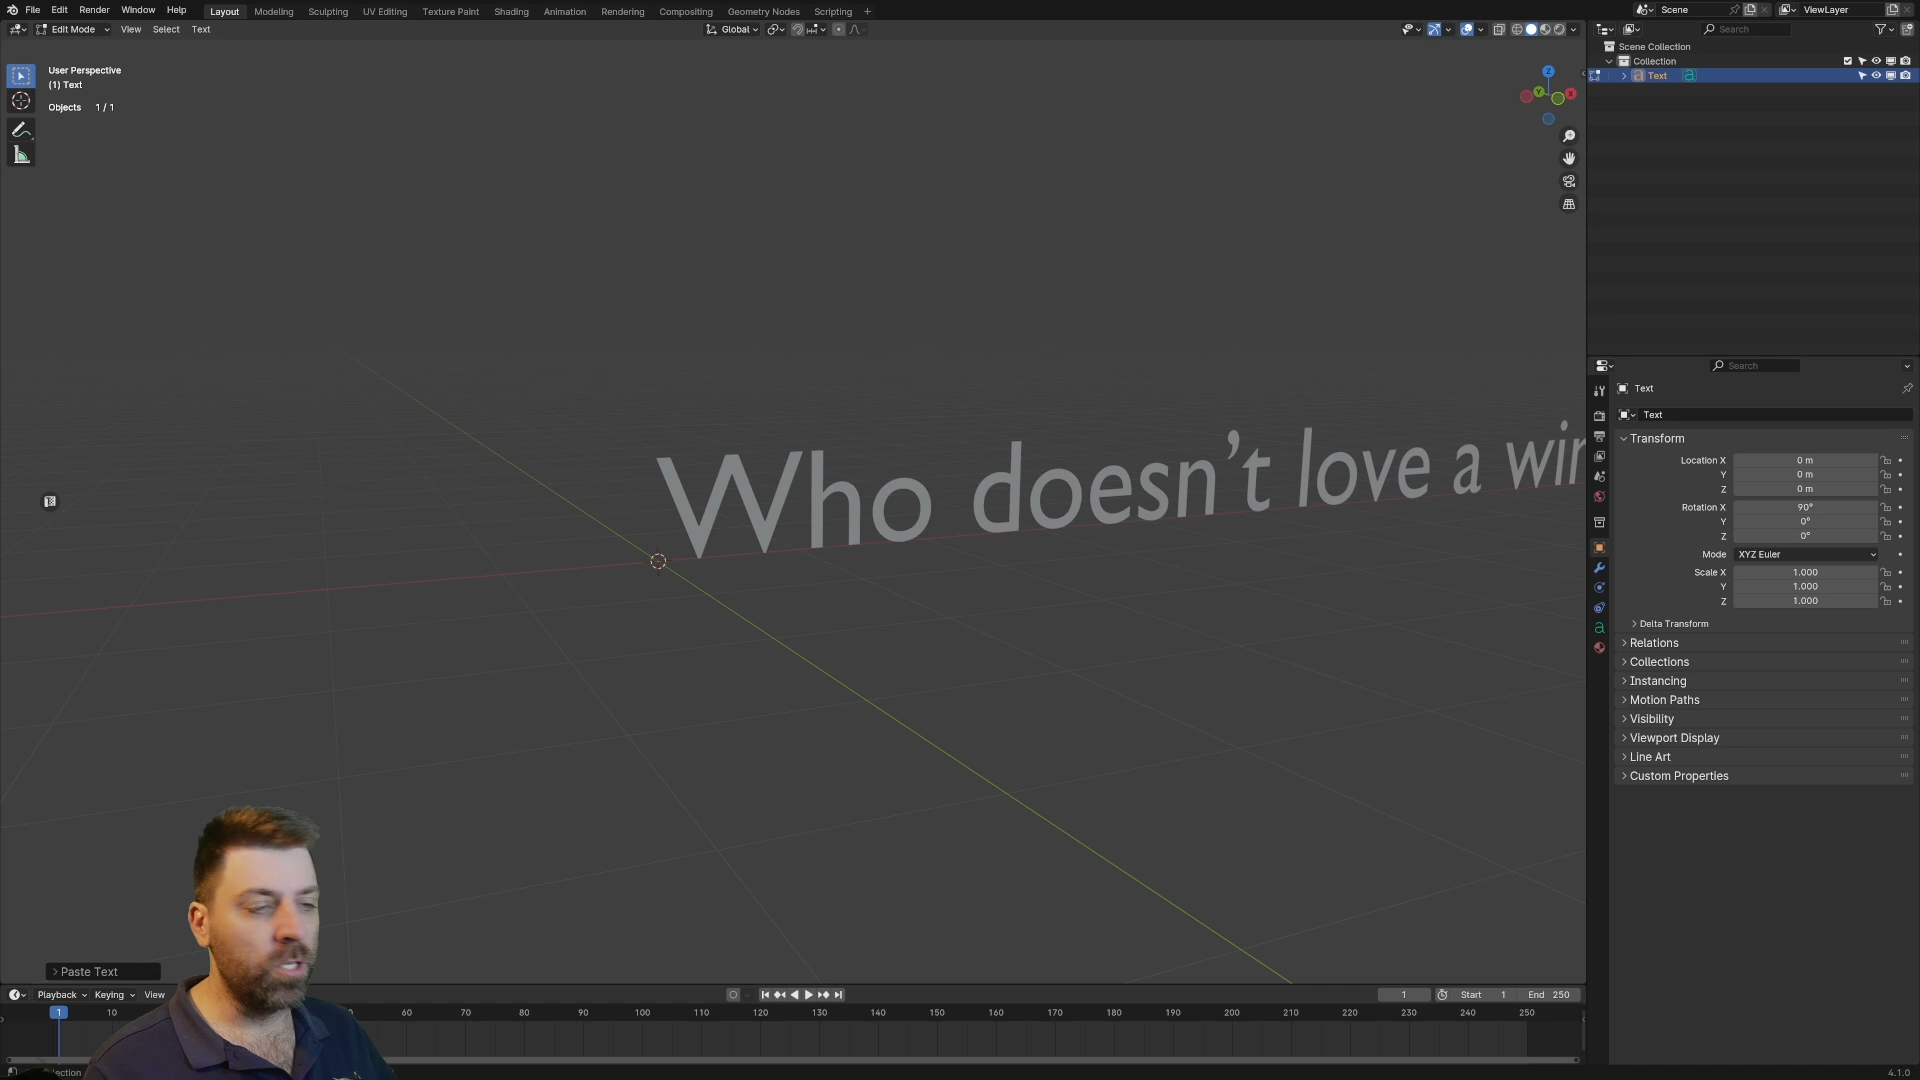 File Edit Render Window Help Layout Modeling Sculpting UV Editing Texture Paint Shading Animation Rendering Compositing Geometry Nodes Scripting + Scene ViewLayer
Edit Mode View Select Text Global Search
User Perspective
(1) Text
Objects 1 / 1
Z
Y
X
Who doesn’t love a win
Paste Text
Playback Keying View 1 Start 1 End 250
1 10 60 70 80 90 100 110 120 130 140 150 160 170 180 190 200 210 220 230 240 250
4.1.0
Scene Collection
Collection
Text
Search
Text
Text
Transform
Location X 0 m
Y 0 m
Z 0 m
Rotation X 90°
Y 0°
Z 0°
Mode XYZ Euler
Scale X 1.000
Y 1.000
Z 1.000
Delta Transform
Relations
Collections
Instancing
Motion Paths
Visibility
Viewport Display
Line Art
Custom Properties